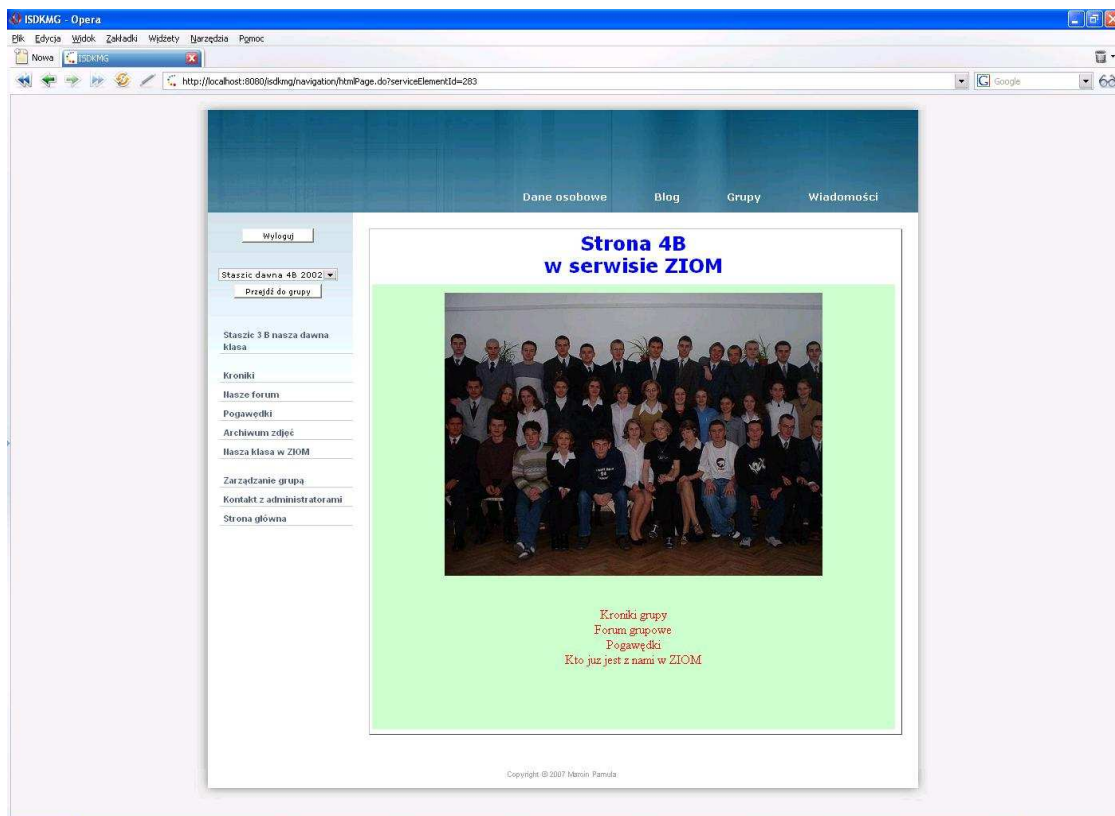 ISDKMG - Opera
Plik Edycja Widok Zakładki Widżety Narzędzia Pomoc
Nowa ISDKMG
http://localhost:8080/isdkmg/navigation/htmlPage.do?serviceElementId=283 Google
Dane osobowe Blog Grupy Wiadomości
Wyloguj
Staszic dawna 4B 2002
Przejdź do grupy
Staszic 3 B nasza dawna
klasa
Kroniki
Nasze forum
Pogawędki
Archiwum zdjęć
Nasza klasa w ZIOM
Zarządzanie grupą
Kontakt z administratorami
Strona główna
Strona 4B
w serwisie ZIOM
Kroniki grupy
Forum grupowe
Pogawędki
Kto juz jest z nami w ZIOM
Copyright © 2007 Marcin Pamula